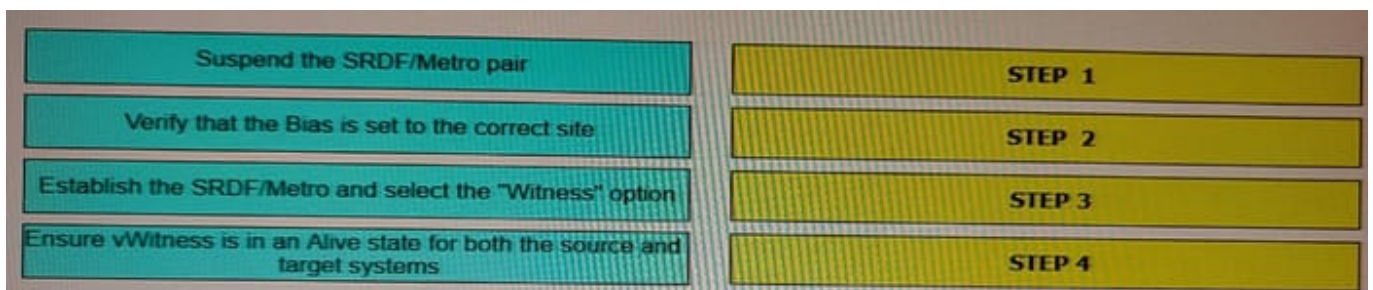 Suspend the SRDF/Metro pair
STEP 1
Verify that the Bias is set to the correct site
STEP 2
Establish the SRDF/Metro and select the "Witness" option
STEP 3
Ensure vWitness is in an Alive state for both the source and
target systems
STEP 4